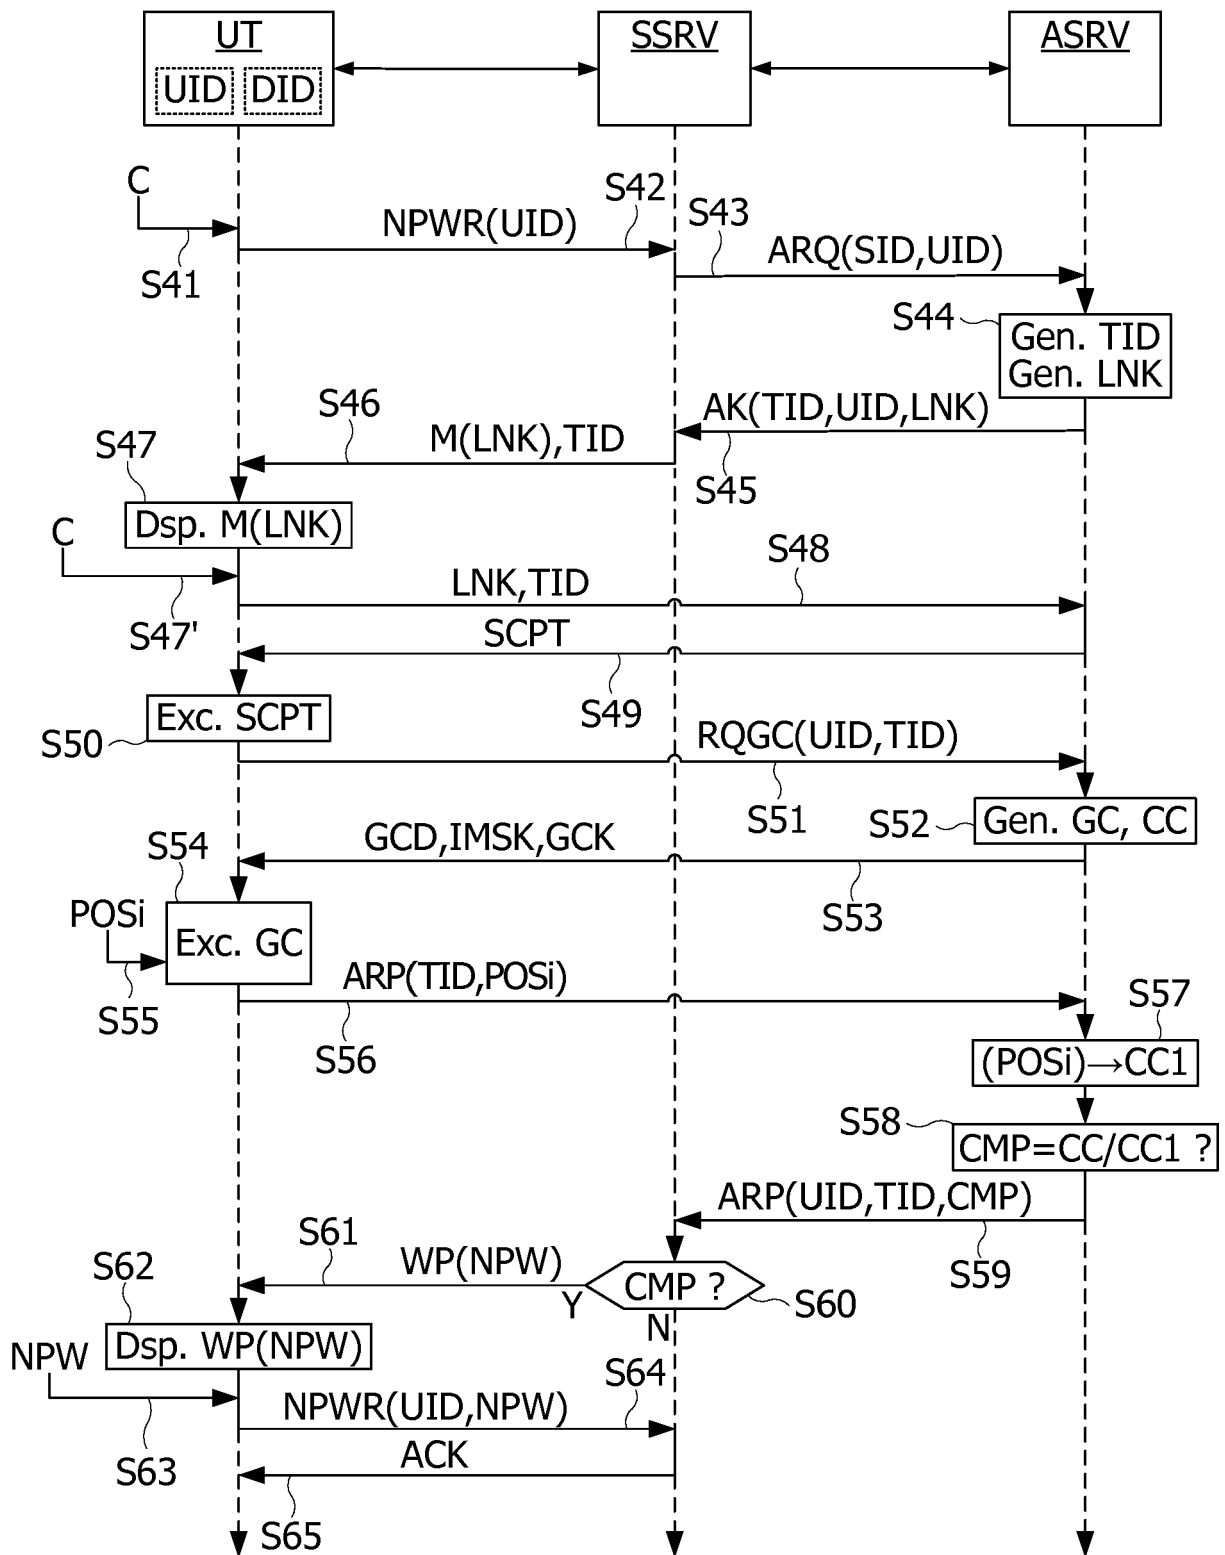 UT
SSRV
ASRV
UID
DID
C
S41
NPWR(UID)
S42
S43
ARQ(SID,UID)
S44
Gen. TID
Gen. LNK
AK(TID,UID,LNK)
S45
S46
M(LNK),TID
S47
Dsp. M(LNK)
C
S47'
LNK,TID
S48
SCPT
S49
Exc. SCPT
S50
RQGC(UID,TID)
S51
S52
Gen. GC, CC
GCD,IMSK,GCK
S53
S54
POSi
Exc. GC
S55
ARP(TID,POSi)
S56
S57
(POSi)→CC1
S58
CMP=CC/CC1 ?
ARP(UID,TID,CMP)
S59
S61
WP(NPW)
CMP ?
Y
N
S60
S62
Dsp. WP(NPW)
NPW
S63
NPWR(UID,NPW)
S64
ACK
S65